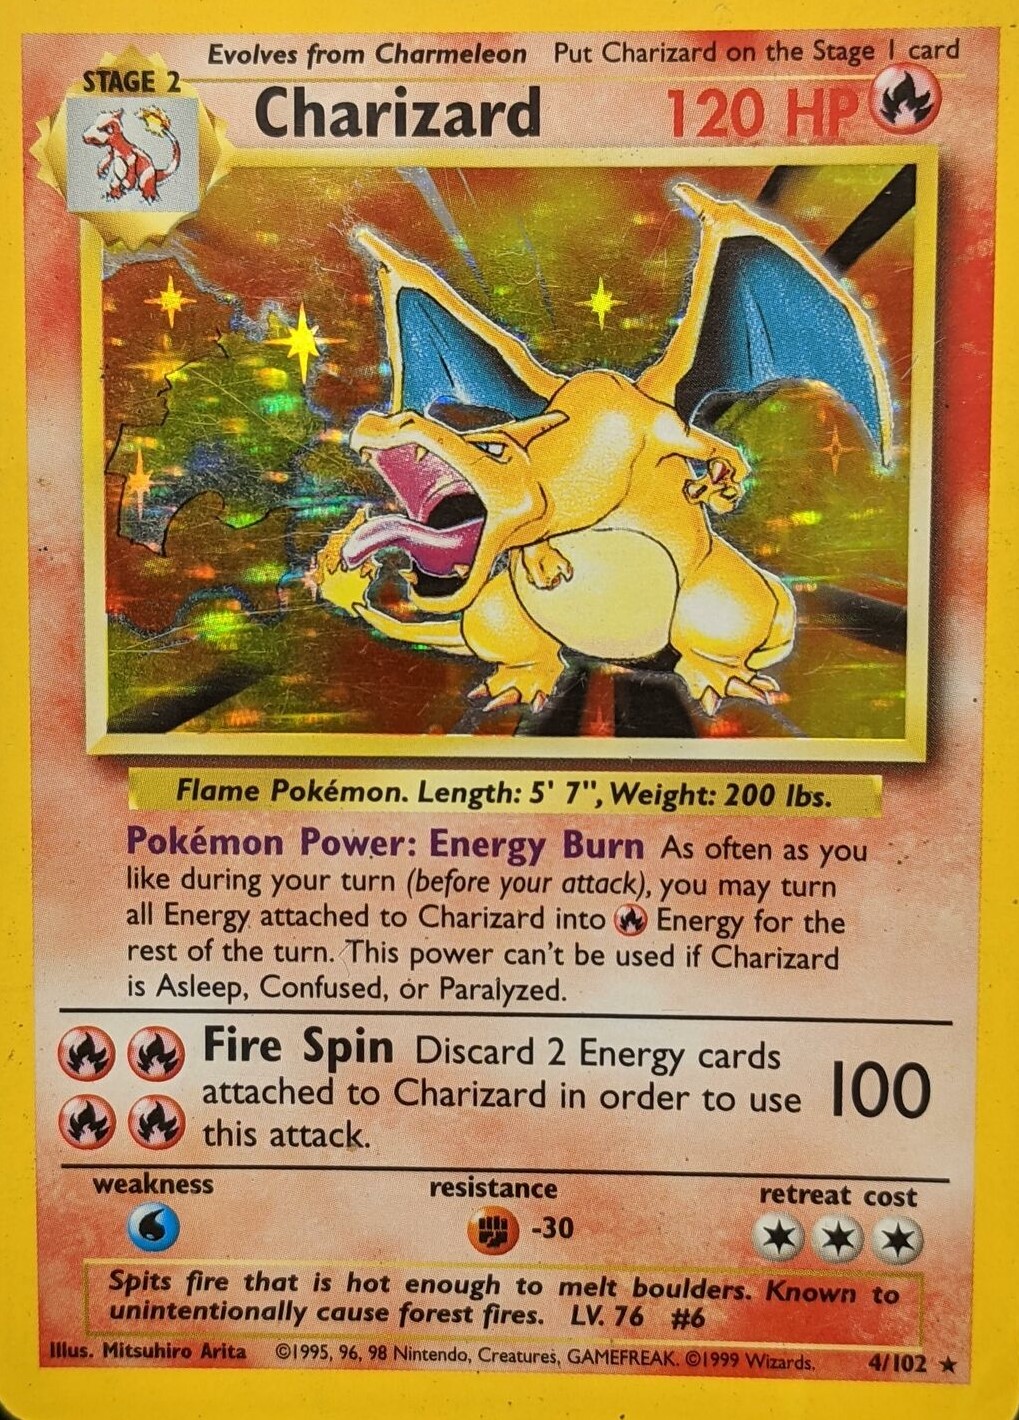 Evolves from Charmeleon Put Charizard on the Stage 1 card
STAGE 2
Charizard 120 HP
Flame Pokémon. Length: 5' 7", Weight: 200 lbs.
Pokémon Power: Energy Burn As often as you
like during your turn (before your attack), you may turn
all Energy attached to Charizard into Energy for the
rest of the turn. This power can't be used if Charizard
is Asleep, Confused, or Paralyzed.
Fire Spin Discard 2 Energy cards
attached to Charizard in order to use 100
this attack.
weakness resistance retreat cost
-30
Spits fire that is hot enough to melt boulders. Known to
unintentionally cause forest fires. LV. 76 #6
Illus. Mitsuhiro Arita ©1995, 96, 98 Nintendo, Creatures, GAMEFREAK. ©1999 Wizards. 4/102 ★